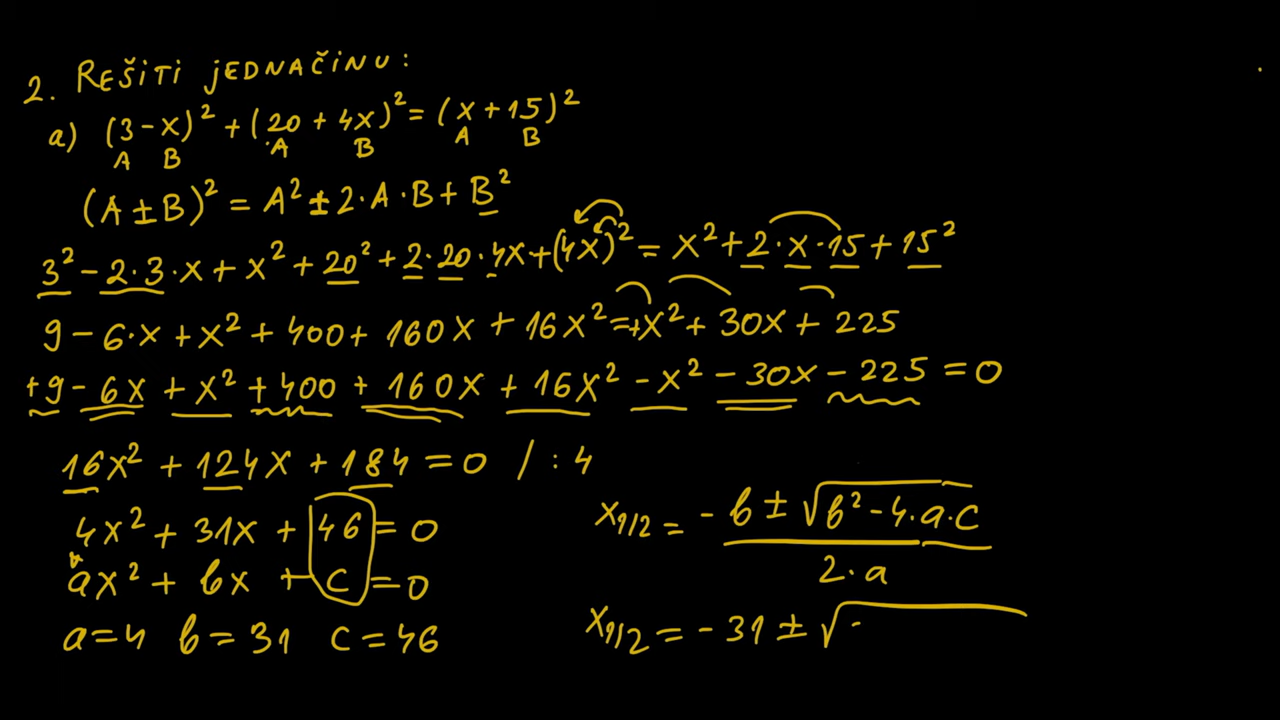 2. REŠITI JEDNAČINU:
a) (3 - x)² + (20 + 4x)² = (x + 15)²
A B A B A B
(A ± B)² = A² ± 2·A·B + B²
3² - 2·3·x + x² + 20² + 2·20·4x + (4x)² = x² + 2·x·15 + 15²
9 - 6·x + x² + 400 + 160x + 16x² = +x² + 30x + 225
+9 - 6x + x² + 400 + 160x + 16x² - x² - 30x - 225 = 0
16x² + 124x + 184 = 0 / : 4
4x² + 31x + 46 = 0
ax² + bx + c = 0
a = 4 b = 31 c = 46
x₁/₂ = (-b ± √(b² - 4·a·c)) / (2·a)
x₁/₂ = -31 ± √